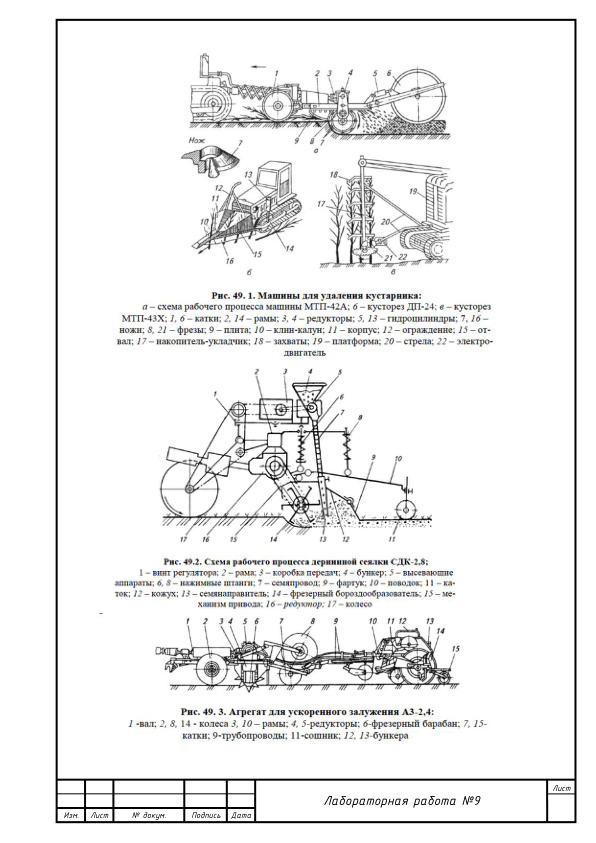 1
2
3
4
5
6
9
8
7
а
Нож
7
13
12
11
10
16
15
14
б
18
17
19
20
21
22
в
Рис. 49. 1. Машины для удаления кустарника:
а – схема рабочего процесса машины МТП-42А; б – кусторез ДП-24; в – кусторез
МТП-43Х; 1, 6 – катки; 2, 14 – рамы; 3, 4 – редукторы; 5, 13 – гидроцилиндры; 7, 16 –
ножи; 8, 21 – фрезы; 9 – плита; 10 – клин-калун; 11 – корпус; 12 – ограждение; 15 – от-
вал; 17 – накопитель-укладчик; 18 – захваты; 19 – платформа; 20 – стрела; 22 – электро-
двигатель
1
2
3
4
5
6
7
8
9
10
17
16
15
14
13
12
11
Рис. 49.2. Схема рабочего процесса дернинной сеялки СДК-2,8;
1 – винт регулятора; 2 – рама; 3 – коробка передач; 4 – бункер; 5 – высевающие
аппараты; 6, 8 – нажимные штанги; 7 – семяпровод; 9 – фартук; 10 – поводок; 11 – ка-
ток; 12 – кожух; 13 – семянаправитель; 14 – фрезерный бороздообразователь; 15 – ме-
ханизм привода; 16 – редуктор; 17 – колесо
1
2
3
4
5
6
7
8
9
10
11
12
13
14
15
Рис. 49. 3. Агрегат для ускоренного залужения АЗ-2,4:
1 -вал; 2, 8, 14 - колеса 3, 10 – рамы; 4, 5-редукторы; 6-фрезерный барабан; 7, 15-
катки; 9-трубопроводы; 11-сошник; 12, 13-бункера
Лабораторная работа №9
Лист
Изм. Лист № докум. Подпись Дата